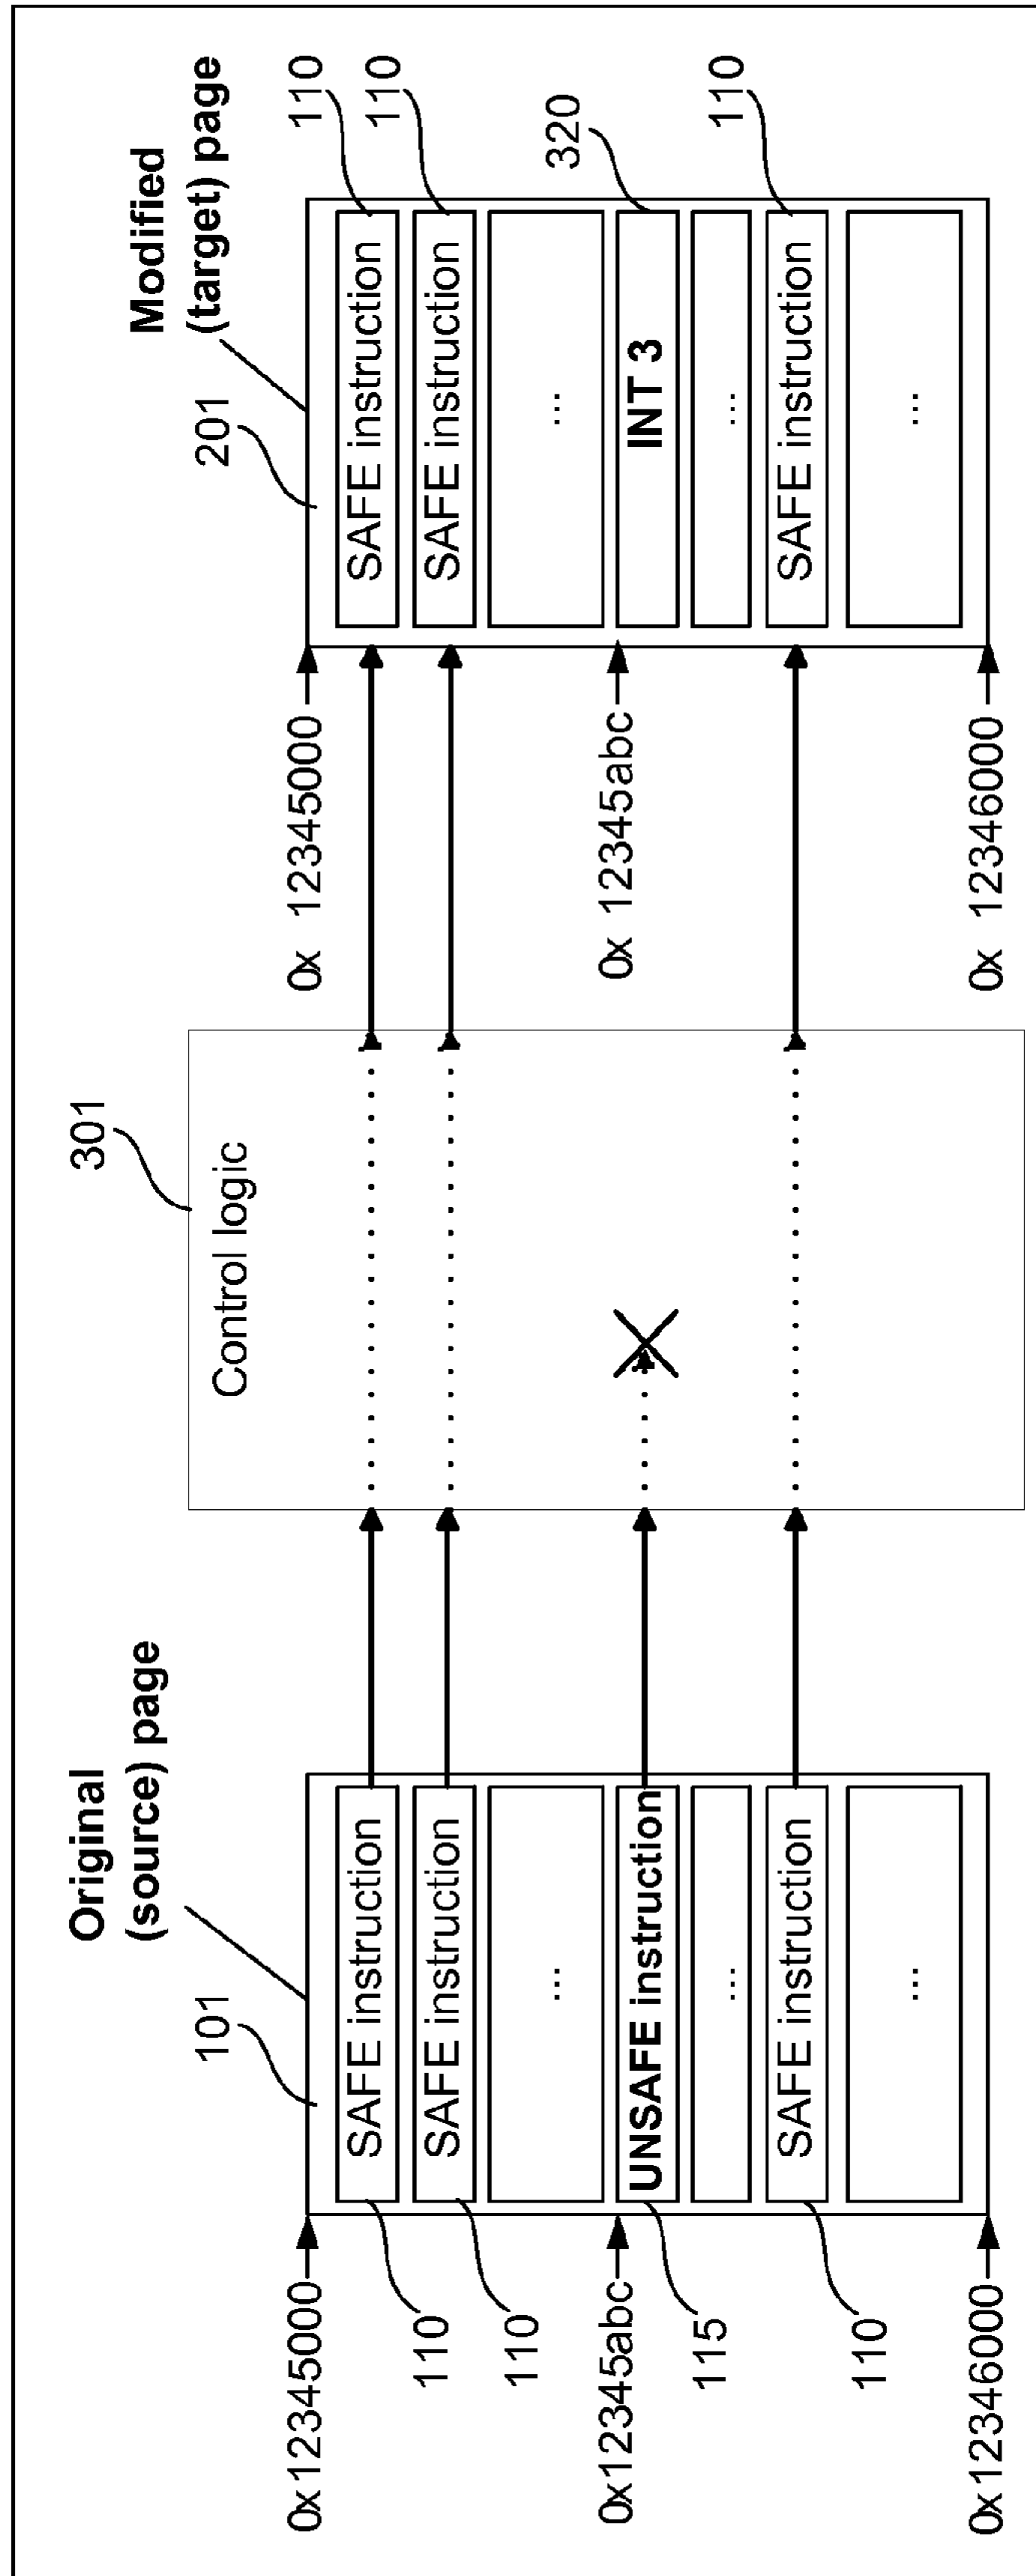 Original
(source) page
101
0x12345000
SAFE instruction
110
SAFE instruction
110
...
0x12345abc
UNSAFE instruction
115
...
SAFE instruction
110
...
0x12346000
301
Control logic
Modified
(target) page
201
0x 12345000
SAFE instruction
110
SAFE instruction
110
...
0x 12345abc
INT 3
320
...
SAFE instruction
110
...
0x 12346000